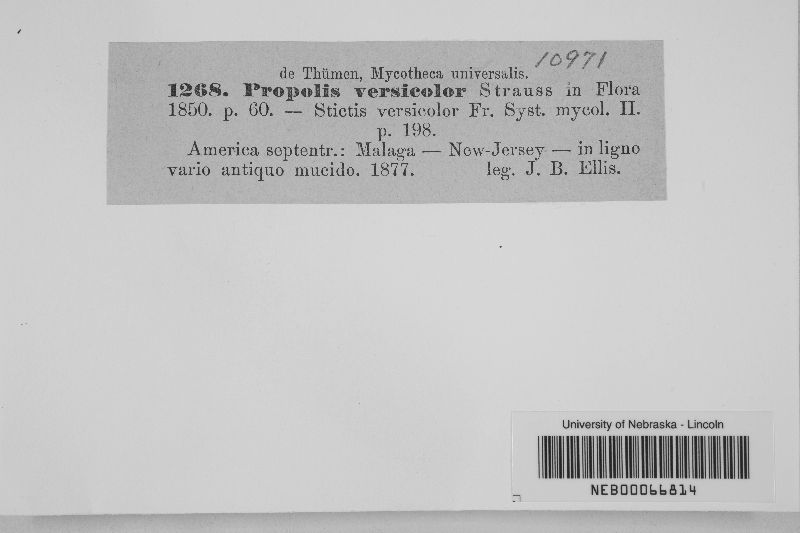 10971
de Thümen, Mycotheca universalis.
1268. Propolis versicolor Strauss in Flora
1850. p. 60. — Stictis versicolor Fr. Syst. mycol. II.
p. 198.
America septentr.: Malaga — New-Jersey — in ligno
vario antiquo mucido. 1877. leg. J. B. Ellis.
University of Nebraska - Lincoln
NEB00066814